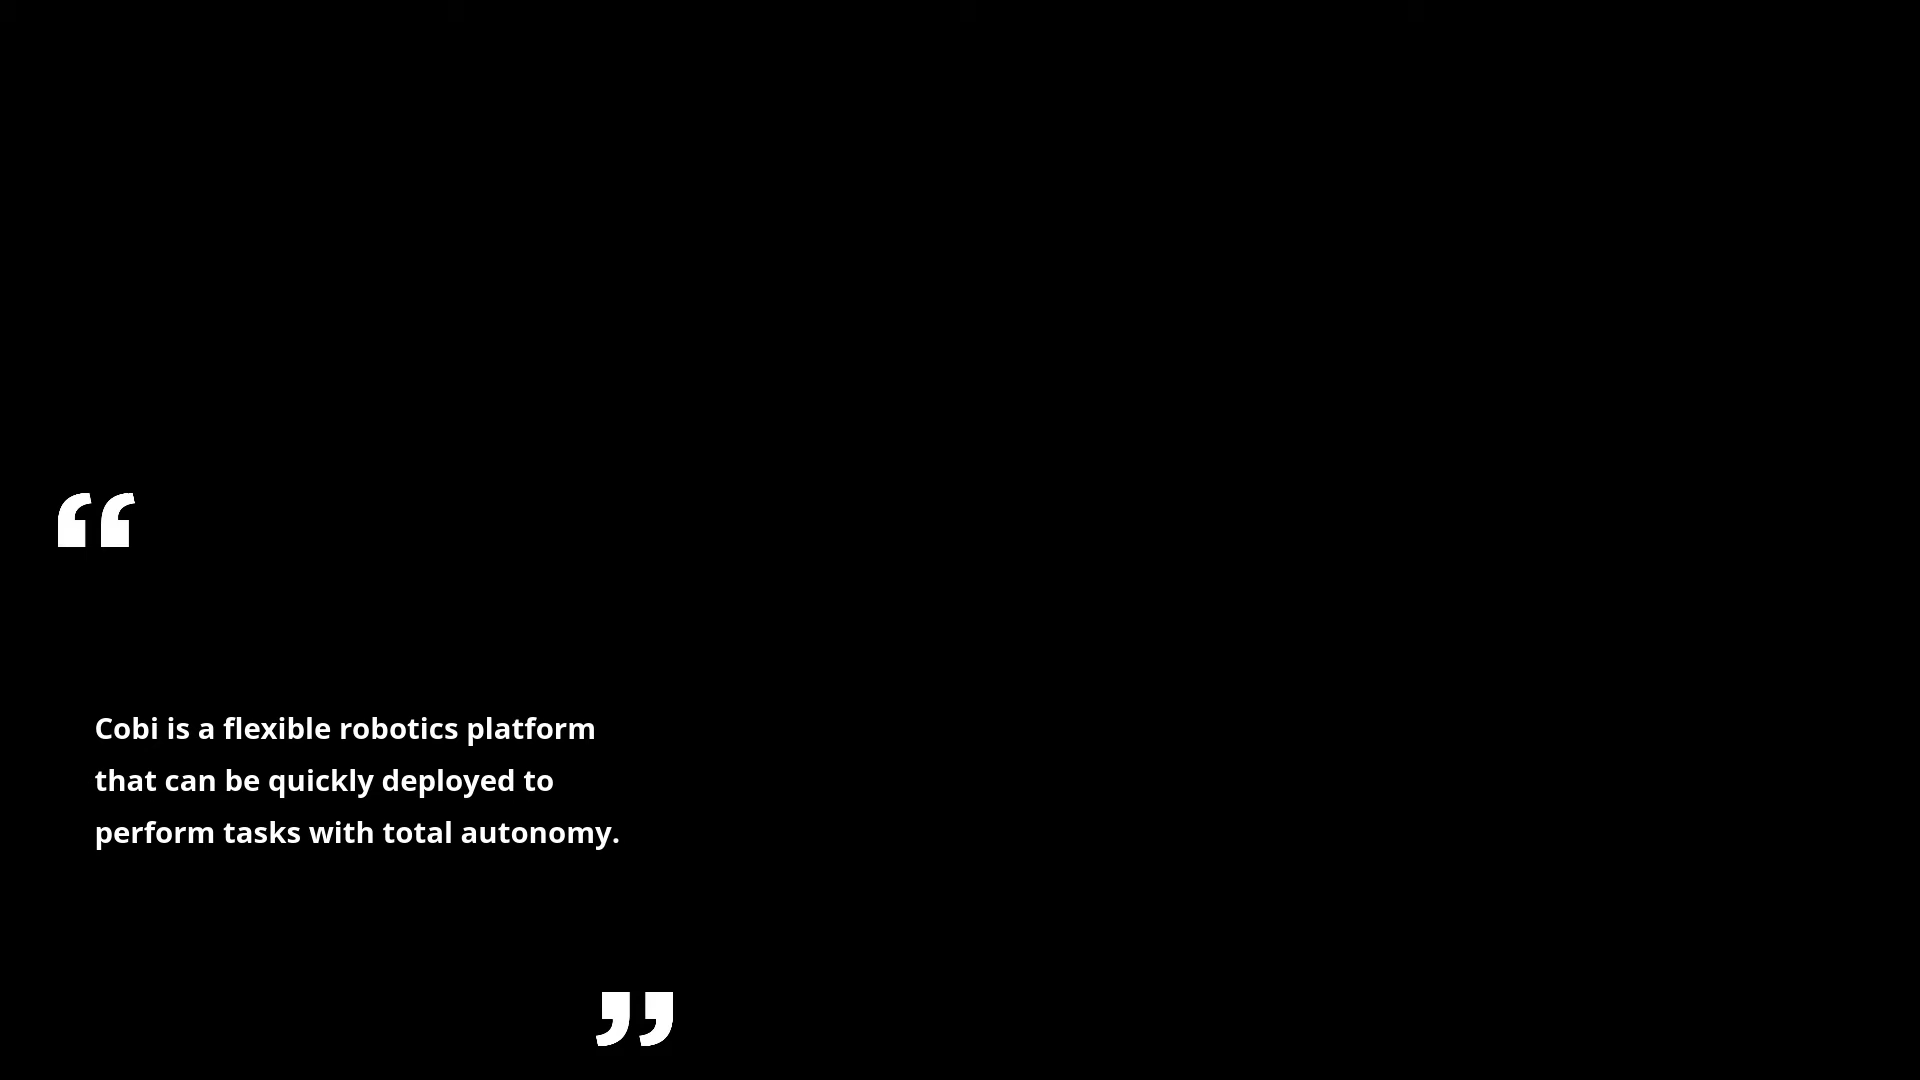 “
Cobi is a flexible robotics platform
that can be quickly deployed to
perform tasks with total autonomy.
”